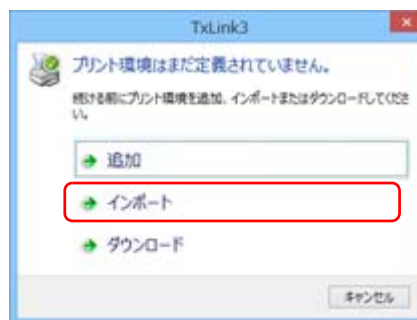 TxLink3
プリント環境はまだ定義されていません。
続ける前にプリント環境を追加、インポートまたはダウンロードしてくださ
い。
追加
インポート
ダウンロード
キャンセル